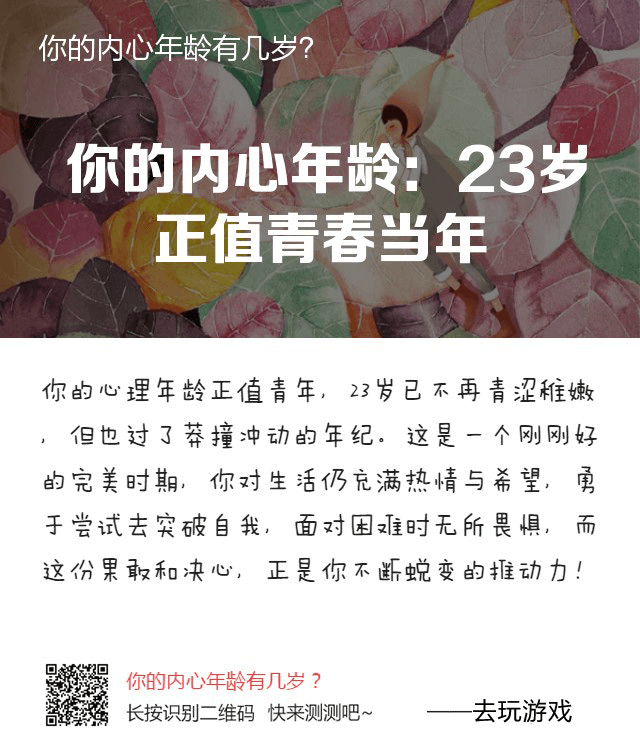 你的内心年龄有几岁?
你的内心年龄：23岁
正值青春当年
你的心理年龄正值青年，23岁已不再青涩稚嫩
，但也过了莽撞冲动的年纪。这是一个刚刚好
的完美时期，你对生活仍充满热情与希望，勇
于尝试去突破自我，面对困难时无所畏惧，而
这份果敢和决心，正是你不断蜕变的推动力！
你的内心年龄有几岁？
长按识别二维码 快来测测吧~
——去玩游戏